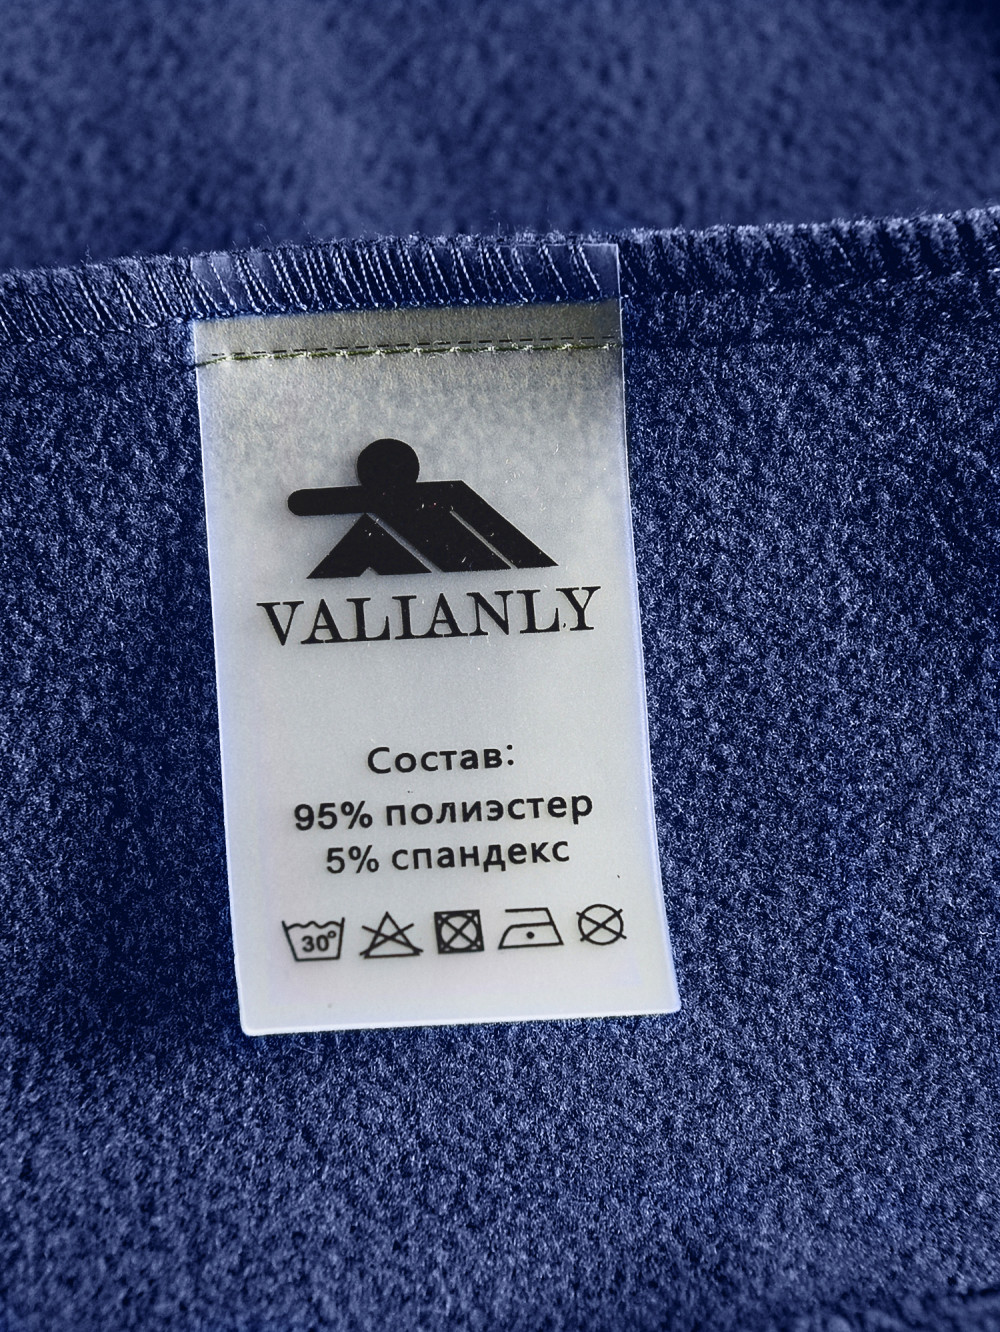 VALIANLY
Состав:
95% полиэстер
5% спандекс
30°